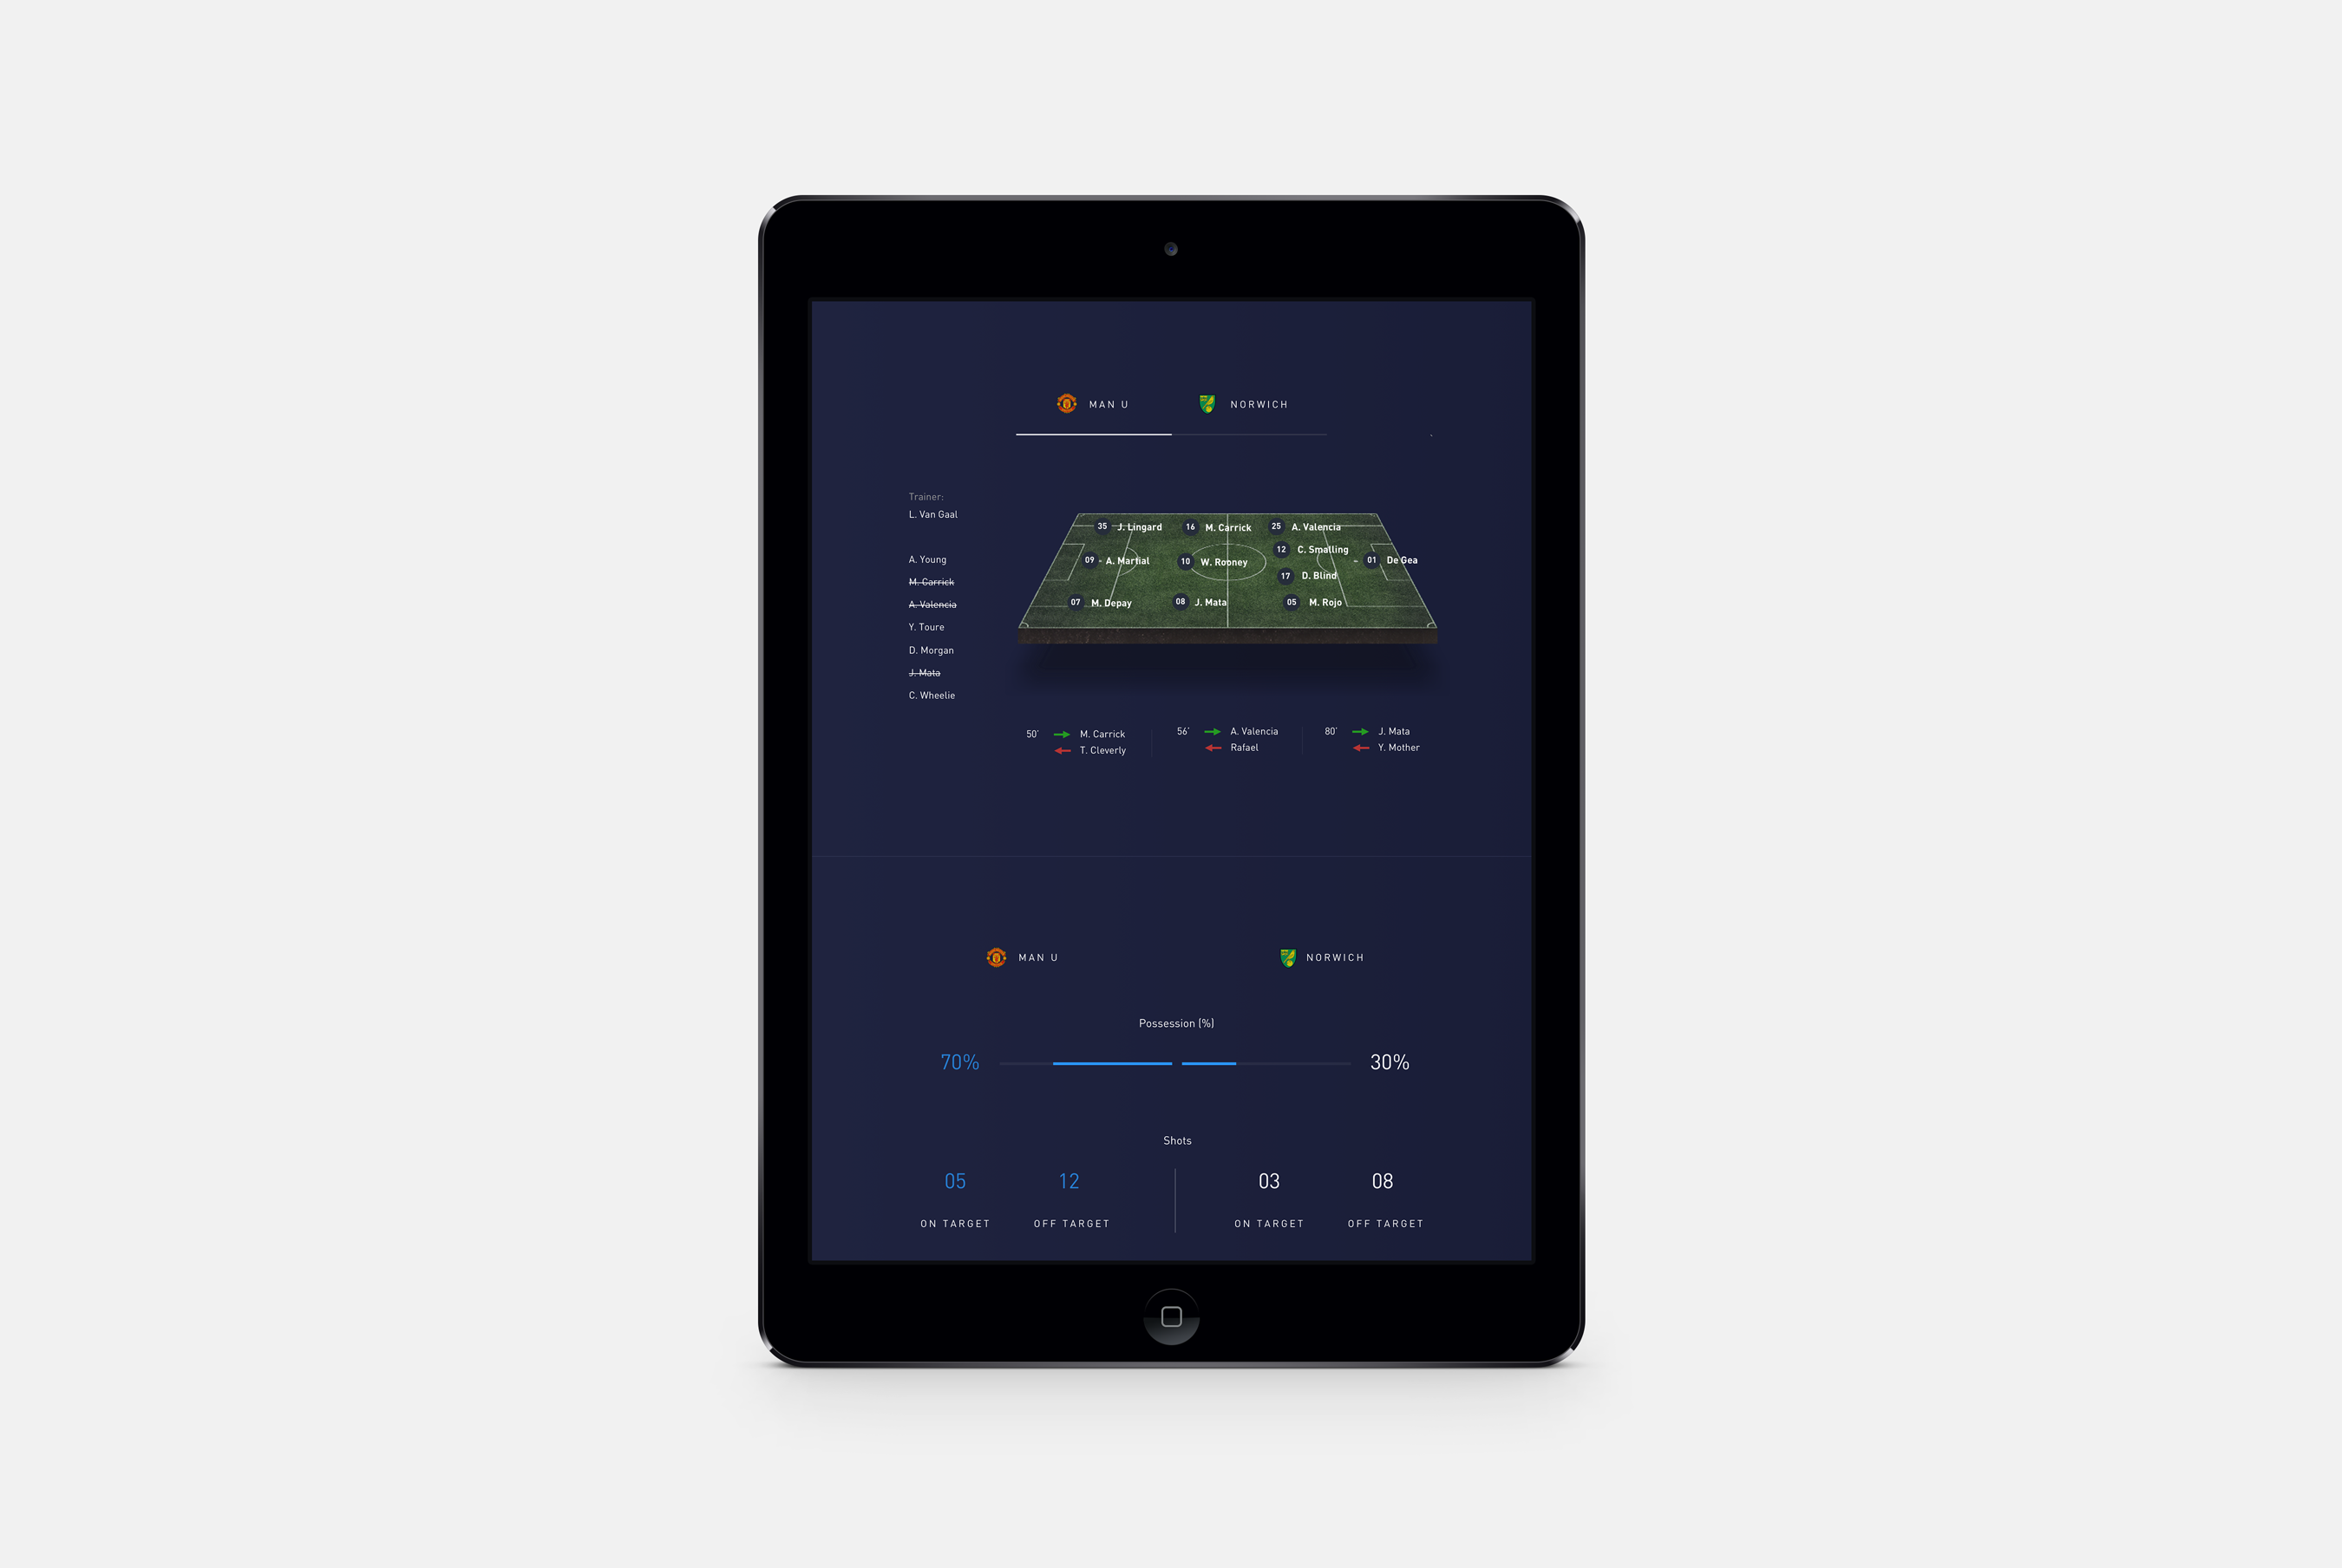 MAN U NORWICH
Trainer:
L. Van Gaal
A. Young
M. Carrick
A. Valencia
Y. Toure
D. Morgan
J. Mata
C. Wheelie
35 J. Lingard 16 M. Carrick 25 A. Valencia
12 C. Smalling
09 - A. Martial 10 W. Rooney 01 De Gea
17 D. Blind
07 M. Depay 08 J. Mata 05 M. Rojo
50' M. Carrick
T. Cleverly
56' A. Valencia
Rafael
80' J. Mata
Y. Mother
MAN U NORWICH
Possession (%)
70% 30%
Shots
05 12 03 08
ON TARGET OFF TARGET ON TARGET OFF TARGET